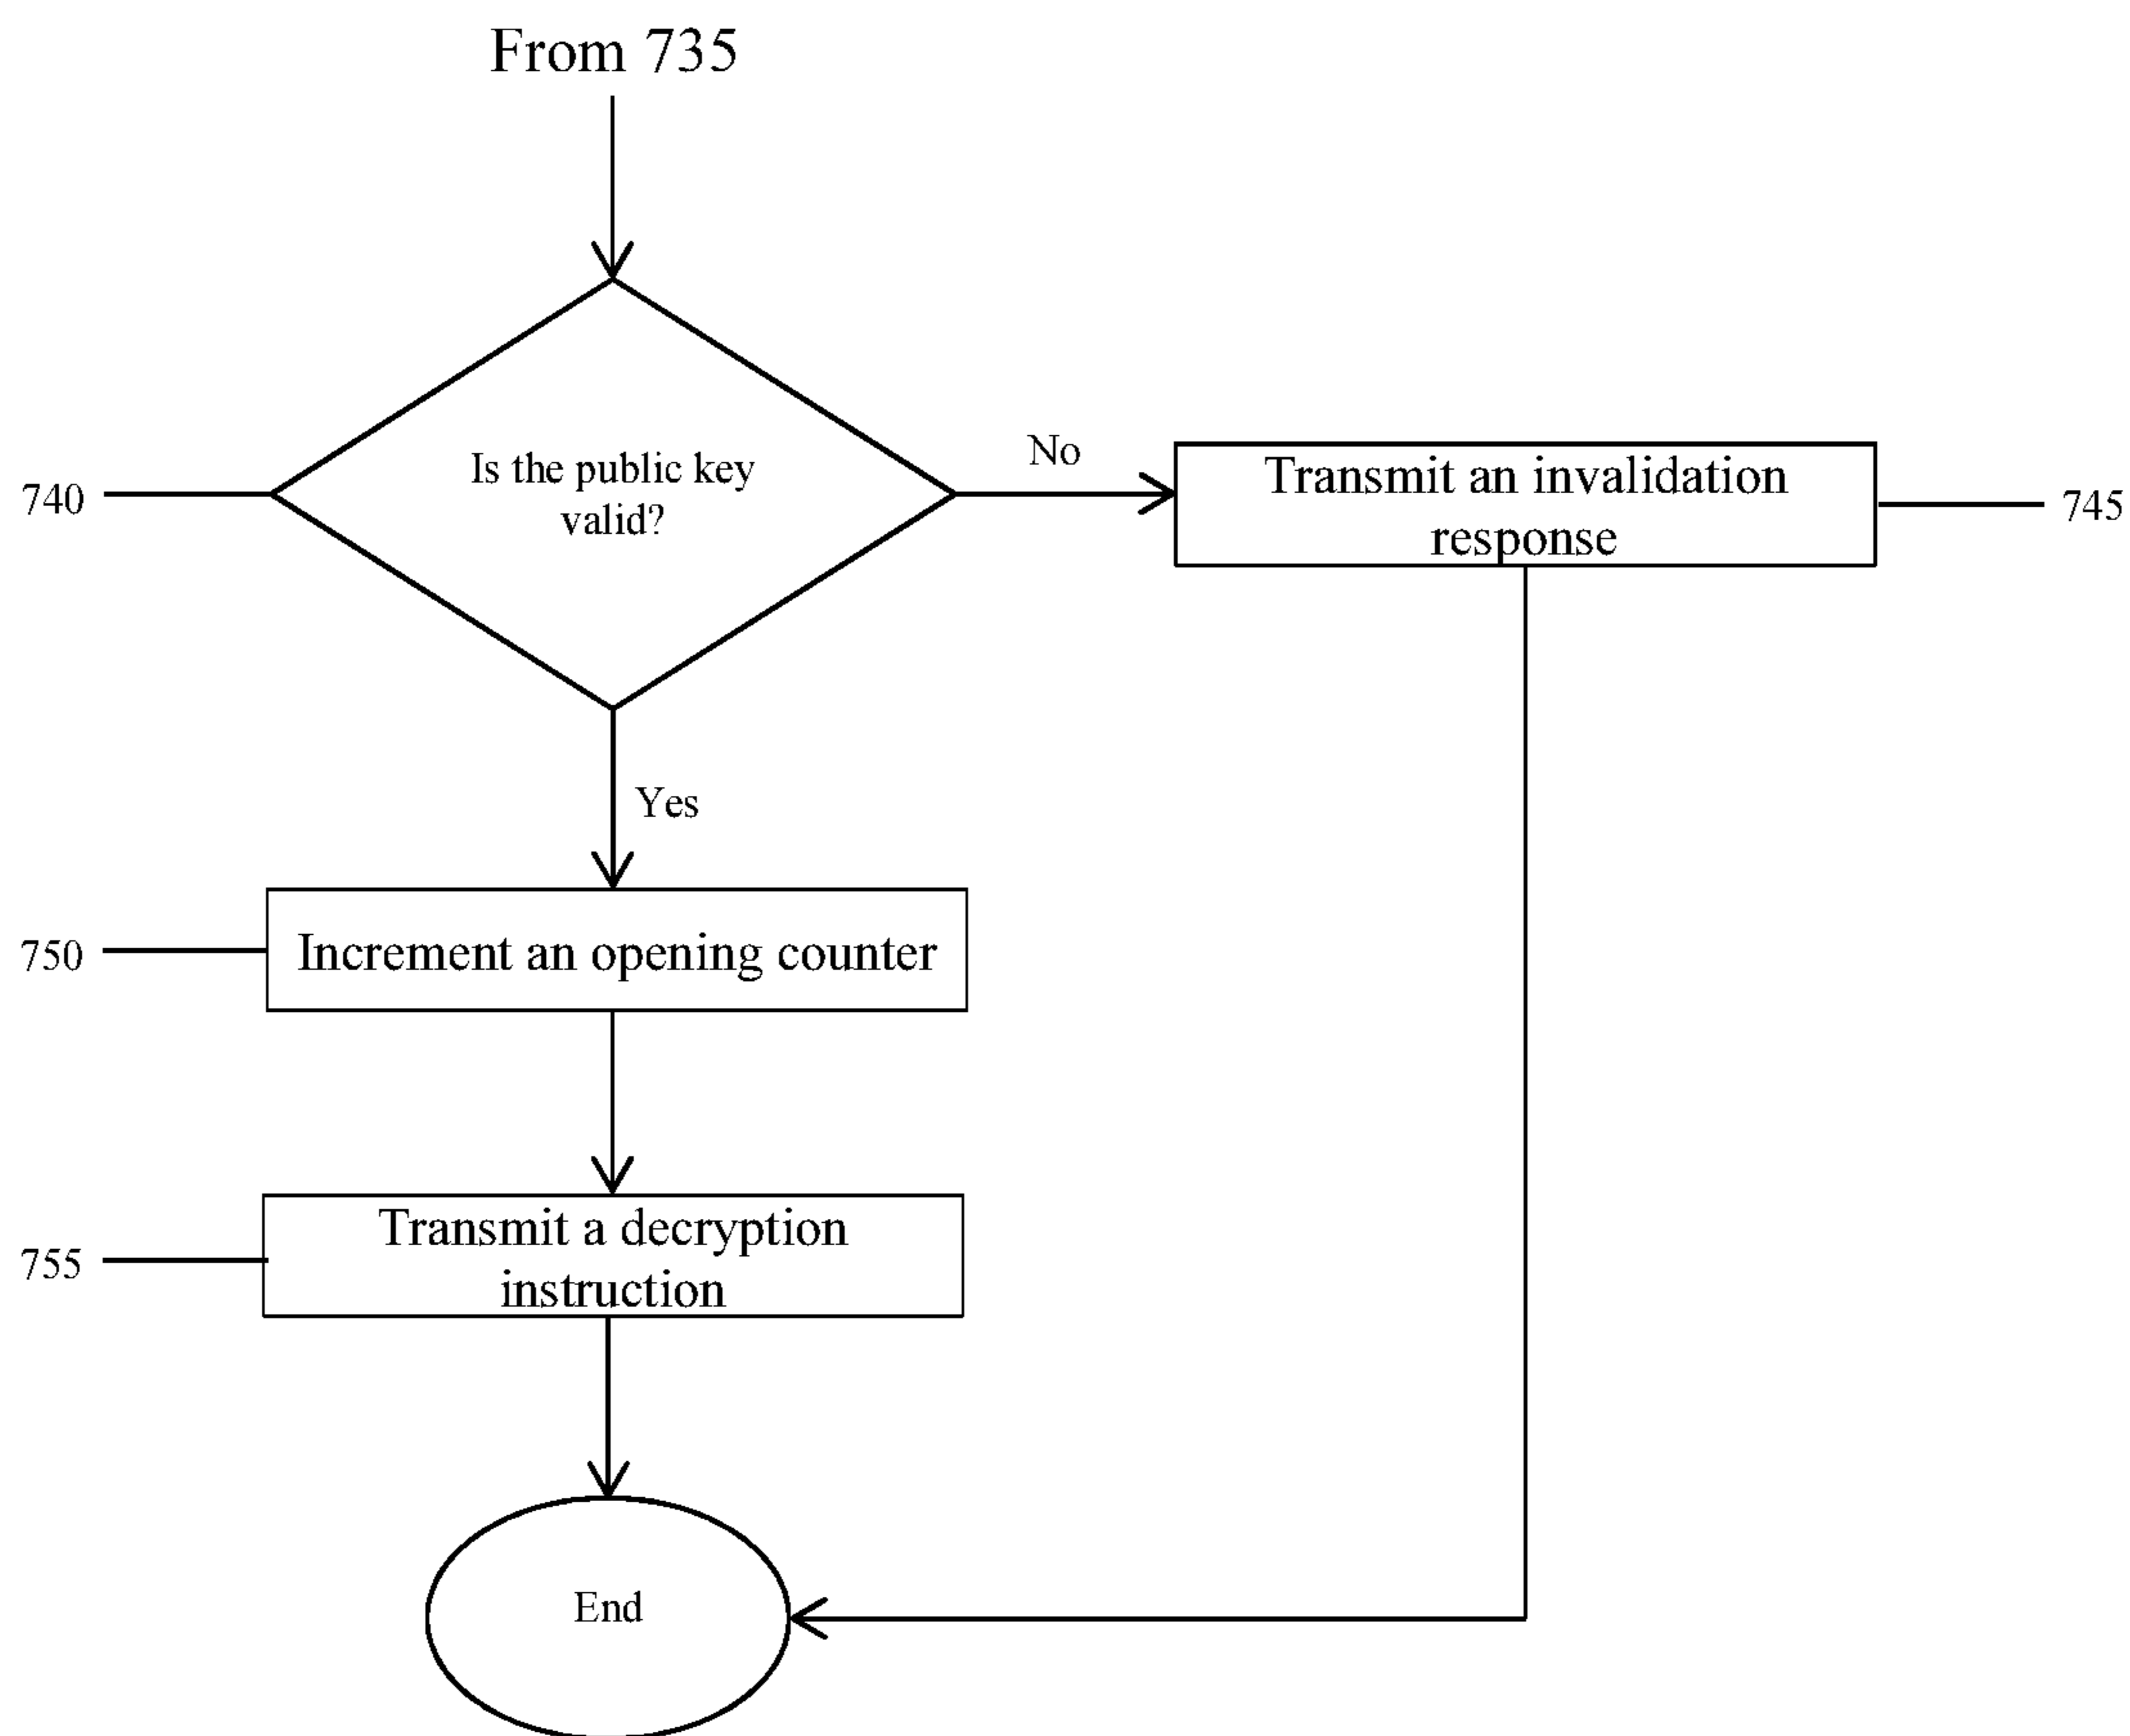 From 735
Is the public key
valid?
740
No
Transmit an invalidation
response
745
Yes
750
Increment an opening counter
755
Transmit a decryption
instruction
End